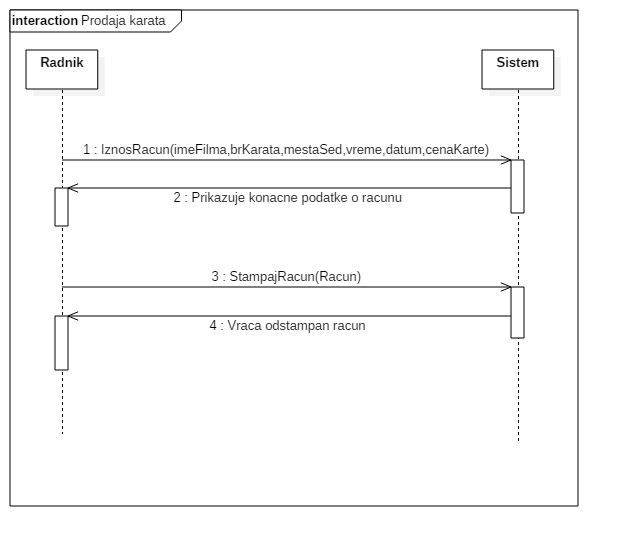 interaction Prodaja karata
Radnik
Sistem
1 : IznosRacun(imeFilma,brKarata,mestaSed,vreme,datum,cenaKarte)
2 : Prikazuje konacne podatke o racunu
3 : StampajRacun(Racun)
4 : Vraca odstampan racun